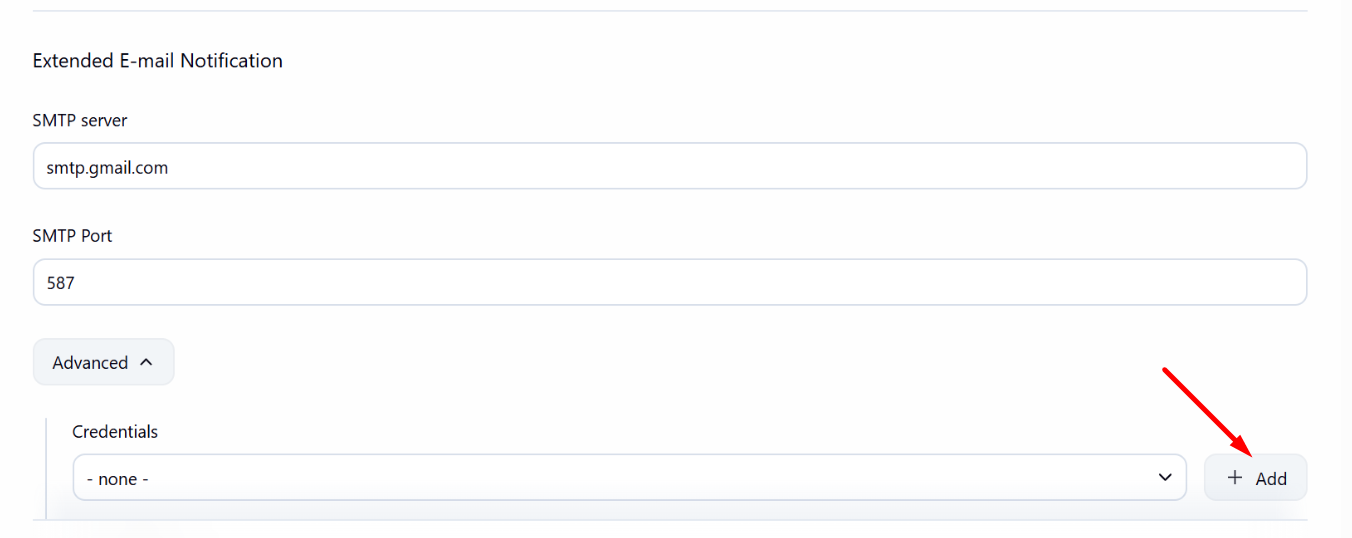 Extended E-mail Notification
SMTP server
smtp.gmail.com
SMTP Port
587
Advanced
Credentials
- none -
Add